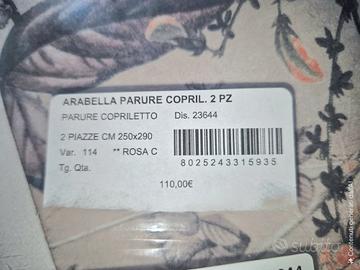 ARABELLA PARURE COPRIL. 2 PZ
PARURE COPRILETTO Dis. 23644
2 PIAZZE CM 250x290
Var. 114 ** ROSA C
8025243315935
Tg. Qta.
110,00€
subito